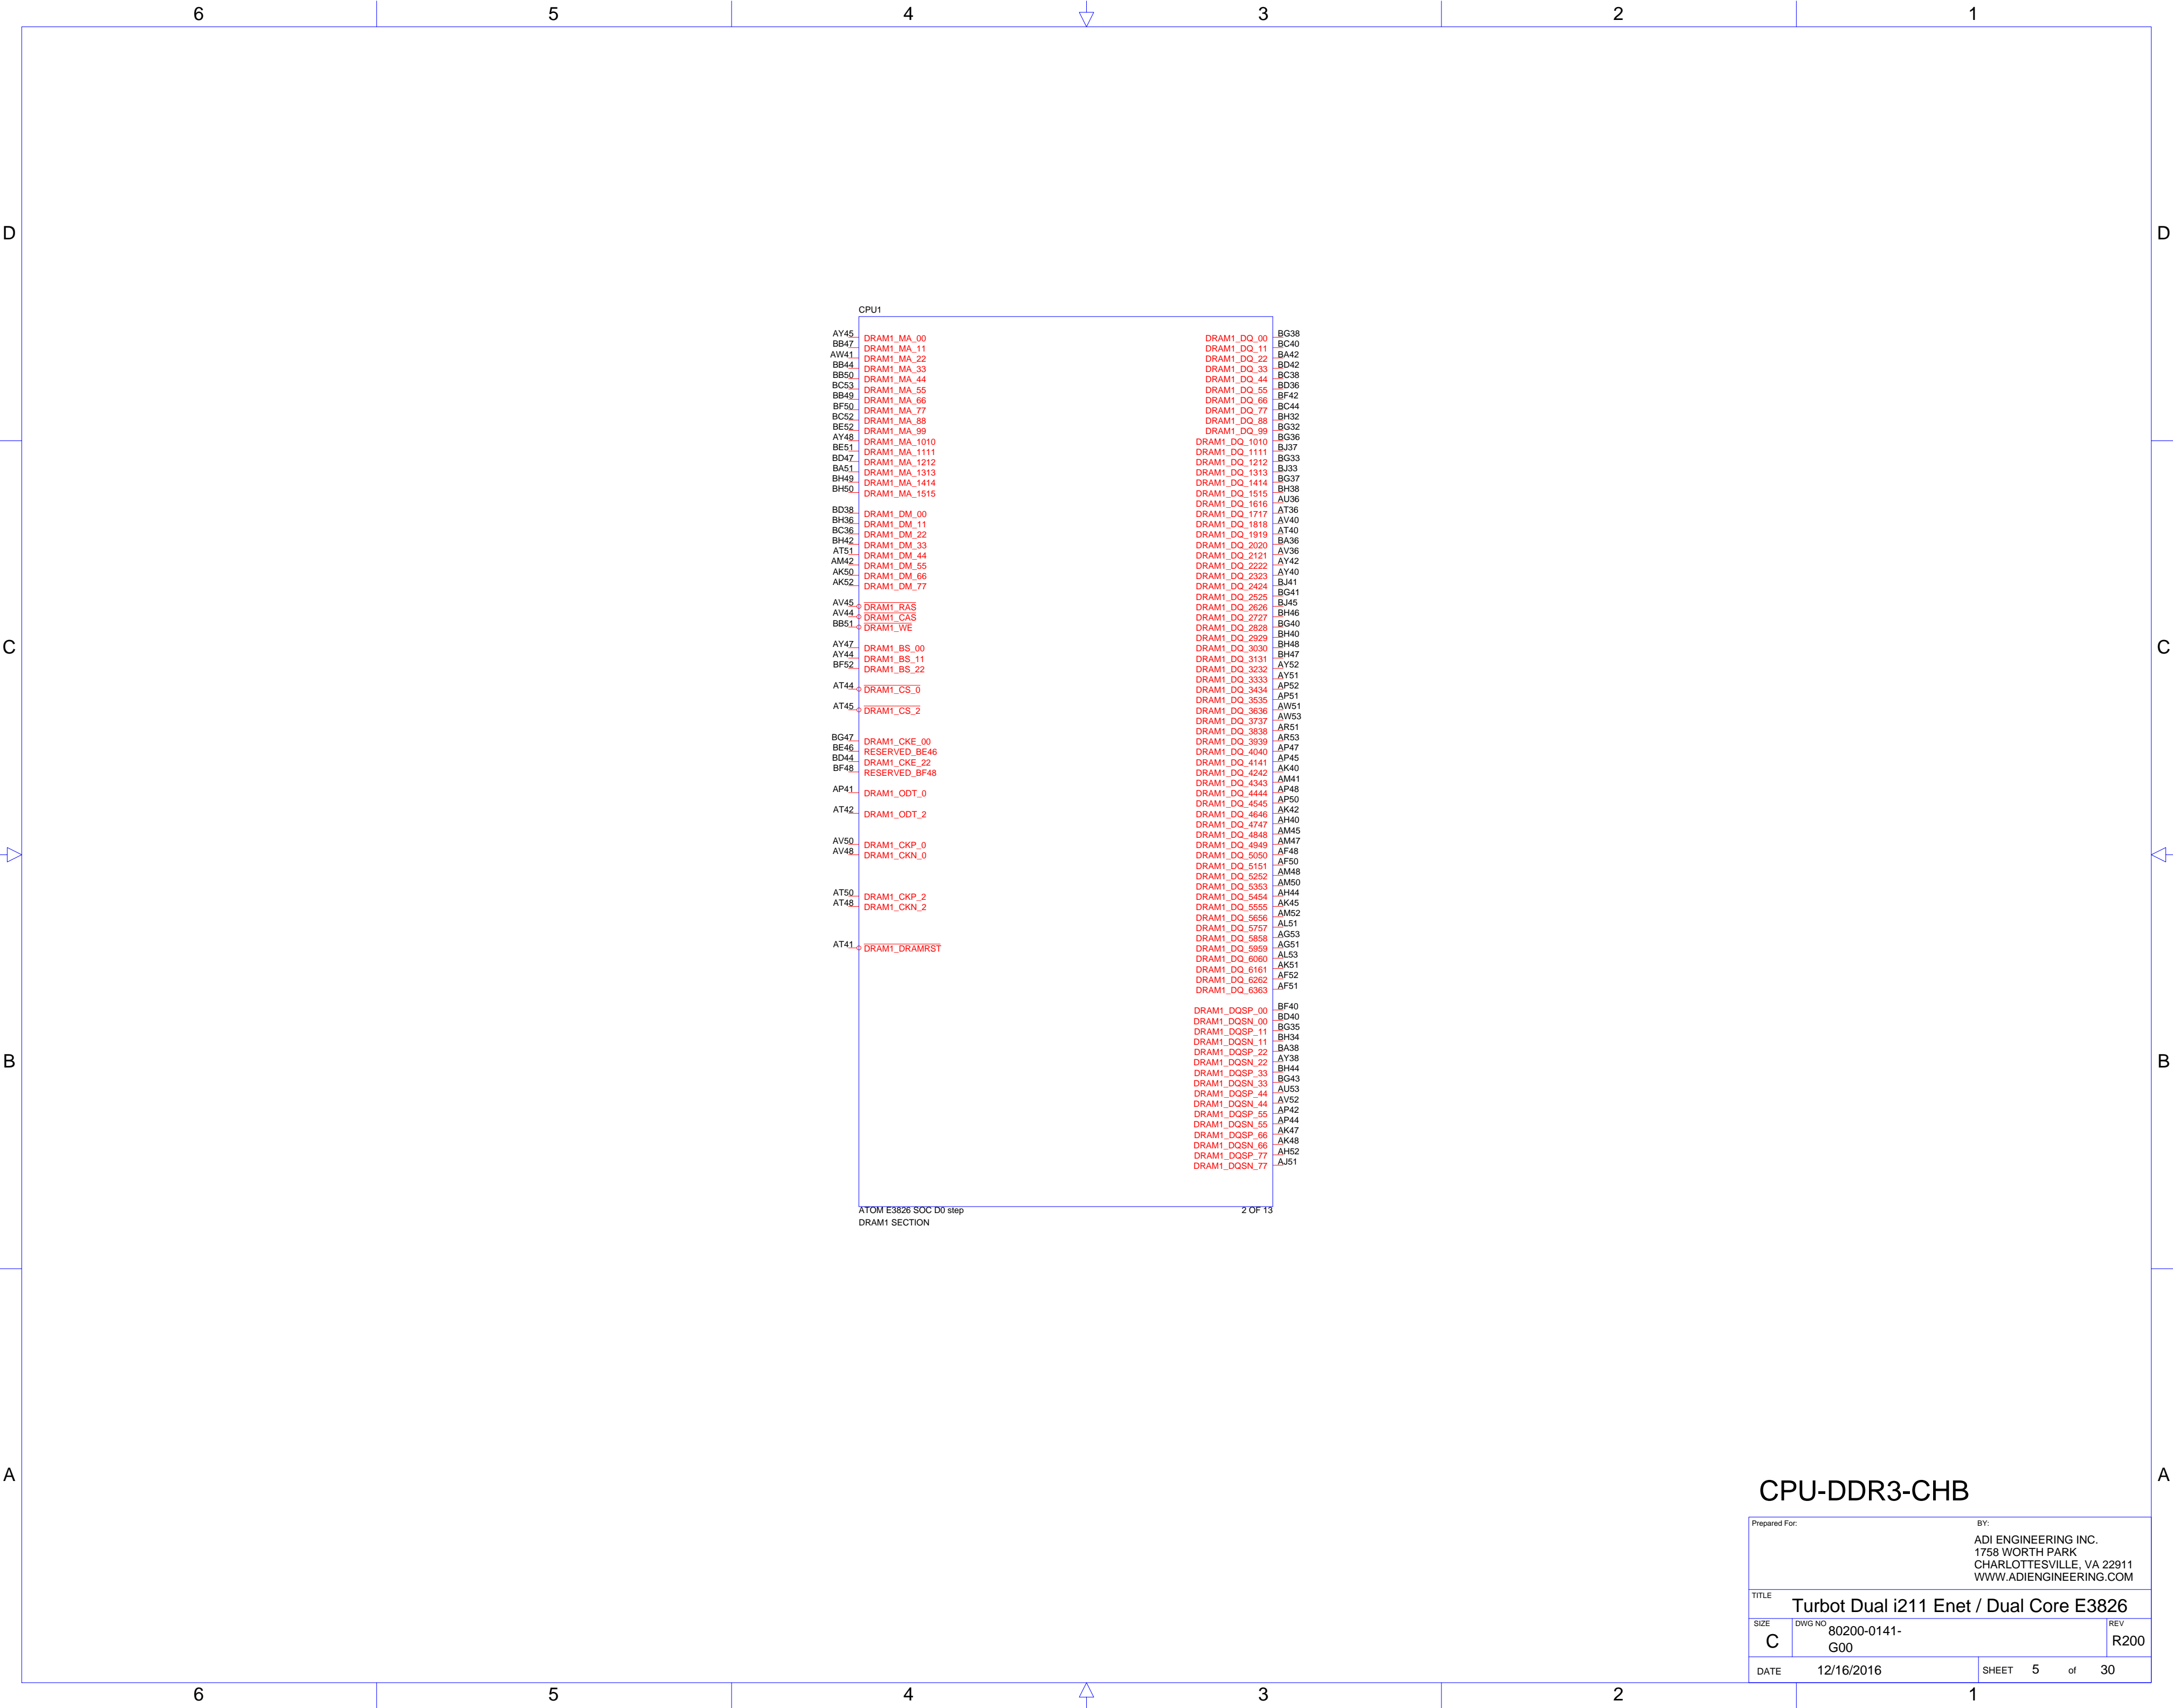 6 5 4 3 2 1
D D
C C
B B
A A
CPU1
AY45 DRAM1_MA_00 DRAM1_DQ_00 BG38
BB47 DRAM1_MA_11 DRAM1_DQ_11 BC40
AW41 DRAM1_MA_22 DRAM1_DQ_22 BA42
BB44 DRAM1_MA_33 DRAM1_DQ_33 BD42
BB50 DRAM1_MA_44 DRAM1_DQ_44 BC38
BC53 DRAM1_MA_55 DRAM1_DQ_55 BD36
BB49 DRAM1_MA_66 DRAM1_DQ_66 BF42
BF50 DRAM1_MA_77 DRAM1_DQ_77 BC44
BC52 DRAM1_MA_88 DRAM1_DQ_88 BH32
BE52 DRAM1_MA_99 DRAM1_DQ_99 BG32
AY48 DRAM1_MA_1010 DRAM1_DQ_1010 BG36
BE51 DRAM1_MA_1111 DRAM1_DQ_1111 BJ37
BD47 DRAM1_MA_1212 DRAM1_DQ_1212 BG33
BA51 DRAM1_MA_1313 DRAM1_DQ_1313 BJ33
BH49 DRAM1_MA_1414 DRAM1_DQ_1414 BG37
BH50 DRAM1_MA_1515 DRAM1_DQ_1515 BH38
DRAM1_DQ_1616 AU36
BD38 DRAM1_DM_00 DRAM1_DQ_1717 AT36
BH36 DRAM1_DM_11 DRAM1_DQ_1818 AV40
BC36 DRAM1_DM_22 DRAM1_DQ_1919 AT40
BH42 DRAM1_DM_33 DRAM1_DQ_2020 BA36
AT51 DRAM1_DM_44 DRAM1_DQ_2121 AV36
AM42 DRAM1_DM_55 DRAM1_DQ_2222 AY42
AK50 DRAM1_DM_66 DRAM1_DQ_2323 AY40
AK52 DRAM1_DM_77 DRAM1_DQ_2424 BJ41
DRAM1_DQ_2525 BG41
AV45 DRAM1_RAS DRAM1_DQ_2626 BJ45
AV44 DRAM1_CAS DRAM1_DQ_2727 BH46
BB51 DRAM1_WE DRAM1_DQ_2828 BG40
DRAM1_DQ_2929 BH40
AY47 DRAM1_BS_00 DRAM1_DQ_3030 BH48
AY44 DRAM1_BS_11 DRAM1_DQ_3131 BH47
BF52 DRAM1_BS_22 DRAM1_DQ_3232 AY52
DRAM1_DQ_3333 AY51
AT44 DRAM1_CS_0 DRAM1_DQ_3434 AP52
DRAM1_DQ_3535 AP51
AT45 DRAM1_CS_2 DRAM1_DQ_3636 AW51
DRAM1_DQ_3737 AW53
DRAM1_DQ_3838 AR51
BG47 DRAM1_CKE_00 DRAM1_DQ_3939 AR53
BE46 RESERVED_BE46 DRAM1_DQ_4040 AP47
BD44 DRAM1_CKE_22 DRAM1_DQ_4141 AP45
BF48 RESERVED_BF48 DRAM1_DQ_4242 AK40
DRAM1_DQ_4343 AM41
AP41 DRAM1_ODT_0 DRAM1_DQ_4444 AP48
DRAM1_DQ_4545 AP50
AT42 DRAM1_ODT_2 DRAM1_DQ_4646 AK42
DRAM1_DQ_4747 AH40
DRAM1_DQ_4848 AM45
AV50 DRAM1_CKP_0 DRAM1_DQ_4949 AM47
AV48 DRAM1_CKN_0 DRAM1_DQ_5050 AF48
DRAM1_DQ_5151 AF50
DRAM1_DQ_5252 AM48
DRAM1_DQ_5353 AM50
AT50 DRAM1_CKP_2 DRAM1_DQ_5454 AH44
AT48 DRAM1_CKN_2 DRAM1_DQ_5555 AK45
DRAM1_DQ_5656 AM52
DRAM1_DQ_5757 AL51
DRAM1_DQ_5858 AG53
AT41 DRAM1_DRAMRST DRAM1_DQ_5959 AG51
DRAM1_DQ_6060 AL53
DRAM1_DQ_6161 AK51
DRAM1_DQ_6262 AF52
DRAM1_DQ_6363 AF51
DRAM1_DQSP_00 BF40
DRAM1_DQSN_00 BD40
DRAM1_DQSP_11 BG35
DRAM1_DQSN_11 BH34
DRAM1_DQSP_22 BA38
DRAM1_DQSN_22 AY38
DRAM1_DQSP_33 BH44
DRAM1_DQSN_33 BG43
DRAM1_DQSP_44 AU53
DRAM1_DQSN_44 AV52
DRAM1_DQSP_55 AP42
DRAM1_DQSN_55 AP44
DRAM1_DQSP_66 AK47
DRAM1_DQSN_66 AK48
DRAM1_DQSP_77 AH52
DRAM1_DQSN_77 AJ51
ATOM E3826 SOC D0 step 2 OF 13
DRAM1 SECTION
CPU-DDR3-CHB
Prepared For: BY:
ADI ENGINEERING INC.
1758 WORTH PARK
CHARLOTTESVILLE, VA 22911
WWW.ADIENGINEERING.COM
TITLE
Turbot Dual i211 Enet / Dual Core E3826
SIZE DWG NO REV
C 80200-0141- R200
G00
DATE 12/16/2016 SHEET 5 of 30
6 5 4 3 2 1